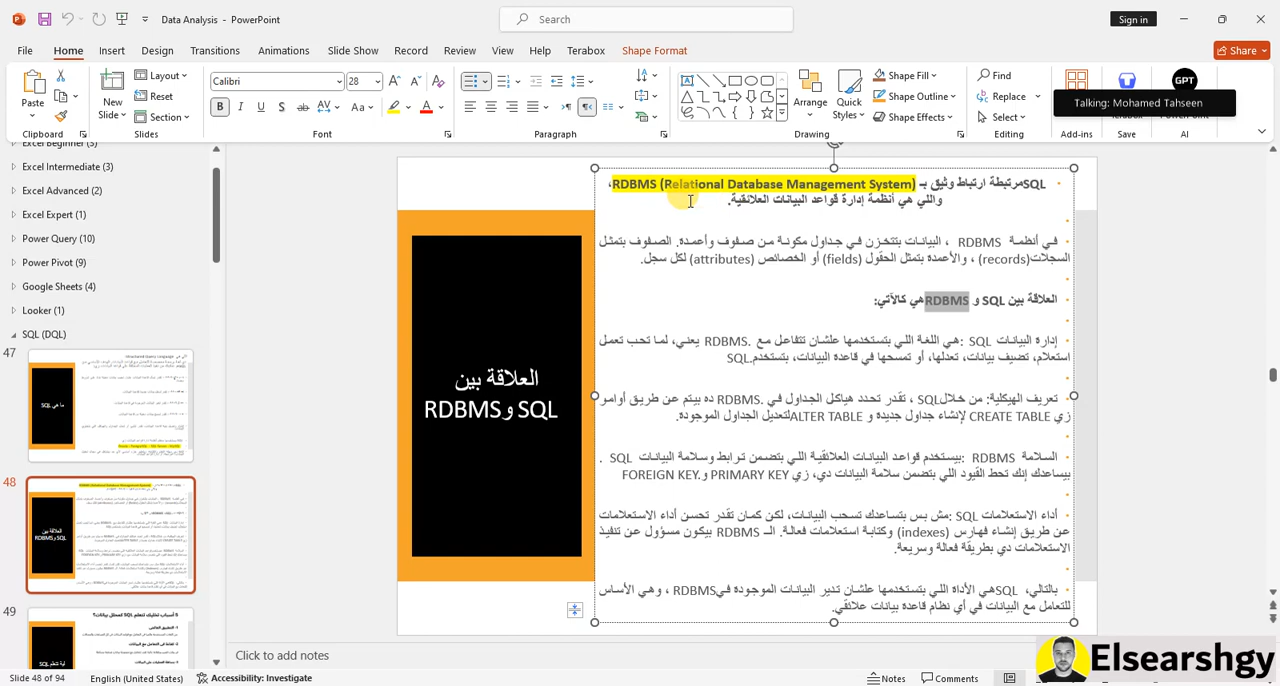 Data Analysis - PowerPoint
Search
Sign in
File
Home
Insert
Design
Transitions
Animations
Slide Show
Record
Review
View
Help
Terabox
Shape Format
Share
Paste
Clipboard
New
Slide
Layout
Reset
Section
Slides
Calibri
28
Font
Paragraph
Arrange
Quick
Styles
Shape Fill
Shape Outline
Shape Effects
Drawing
Find
Replace
Select
Editing
Add-ins
Save
GPT
AI
Talking: Mohamed Tahseen
Excel Intermediate (3)
Excel Advanced (2)
Excel Expert (1)
Power Query (10)
Power Pivot (9)
Google Sheets (4)
Looker (1)
SQL (DQL)
47
ما هي SQL
48
العلاقة بين
SQL و RDBMS
49
SQL مرتبطة ارتباط وثيق بـ RDBMS (Relational Database Management System)،
واللي هي أنظمة إدارة قواعد البيانات العلائقية.
في أنظمة RDBMS ، البيانات بتتخزن في جداول مكونة من صفوف وأعمدة. الصفوف بتمثل
السجلات (records) ، والأعمدة بتمثل الحقول (fields) أو الخصائص (attributes) لكل سجل.
العلاقة بين SQL و RDBMS هي كالآتي:
إدارة البيانات SQL :هي اللغة اللي بتستخدمها علشان تتفاعل مع .RDBMS يعني، لما تحب تعمل
استعلام، تضيف بيانات، تعدلها، أو تمسحها في قاعدة البيانات، بتستخدم.SQL
تعريف الهيكلية: من خلالSQL ، تقدر تحدد هياكل الجداول في .RDBMS ده بيتم عن طريق أوامر
زي CREATE TABLE لإنشاء جداول جديدة و ALTER TABLEلتعديل الجداول الموجودة.
السلامة RDBMS :بيستخدم قواعد البيانات العلائقية اللي بتضمن ترابط وسلامة البيانات SQL
بيساعدك إنك تحط القيود اللي بتضمن سلامة البيانات دي، زي PRIMARY KEY و.FOREIGN KEY
أداء الاستعلامات SQL :مش بس بتساعدك تسحب البيانات، لكن كمان تقدر تحسن أداء الاستعلامات
عن طريق إنشاء فهارس (indexes) وكتابة استعلامات فعالة. الـ RDBMS بيكون مسؤول عن تنفيذ
الاستعلامات دي بطريقة فعالة وسريعة.
بالتالي، SQLهي الأداة اللي بتستخدمها علشان تدير البيانات الموجودة فيRDBMS ، وهي الأساس
للتعامل مع البيانات في أي نظام قاعدة بيانات علائقي.
العلاقة بين
SQL و RDBMS
Click to add notes
Slide 48 of 94
English (United States)
Accessibility: Investigate
Notes
Comments
Elsearshgy